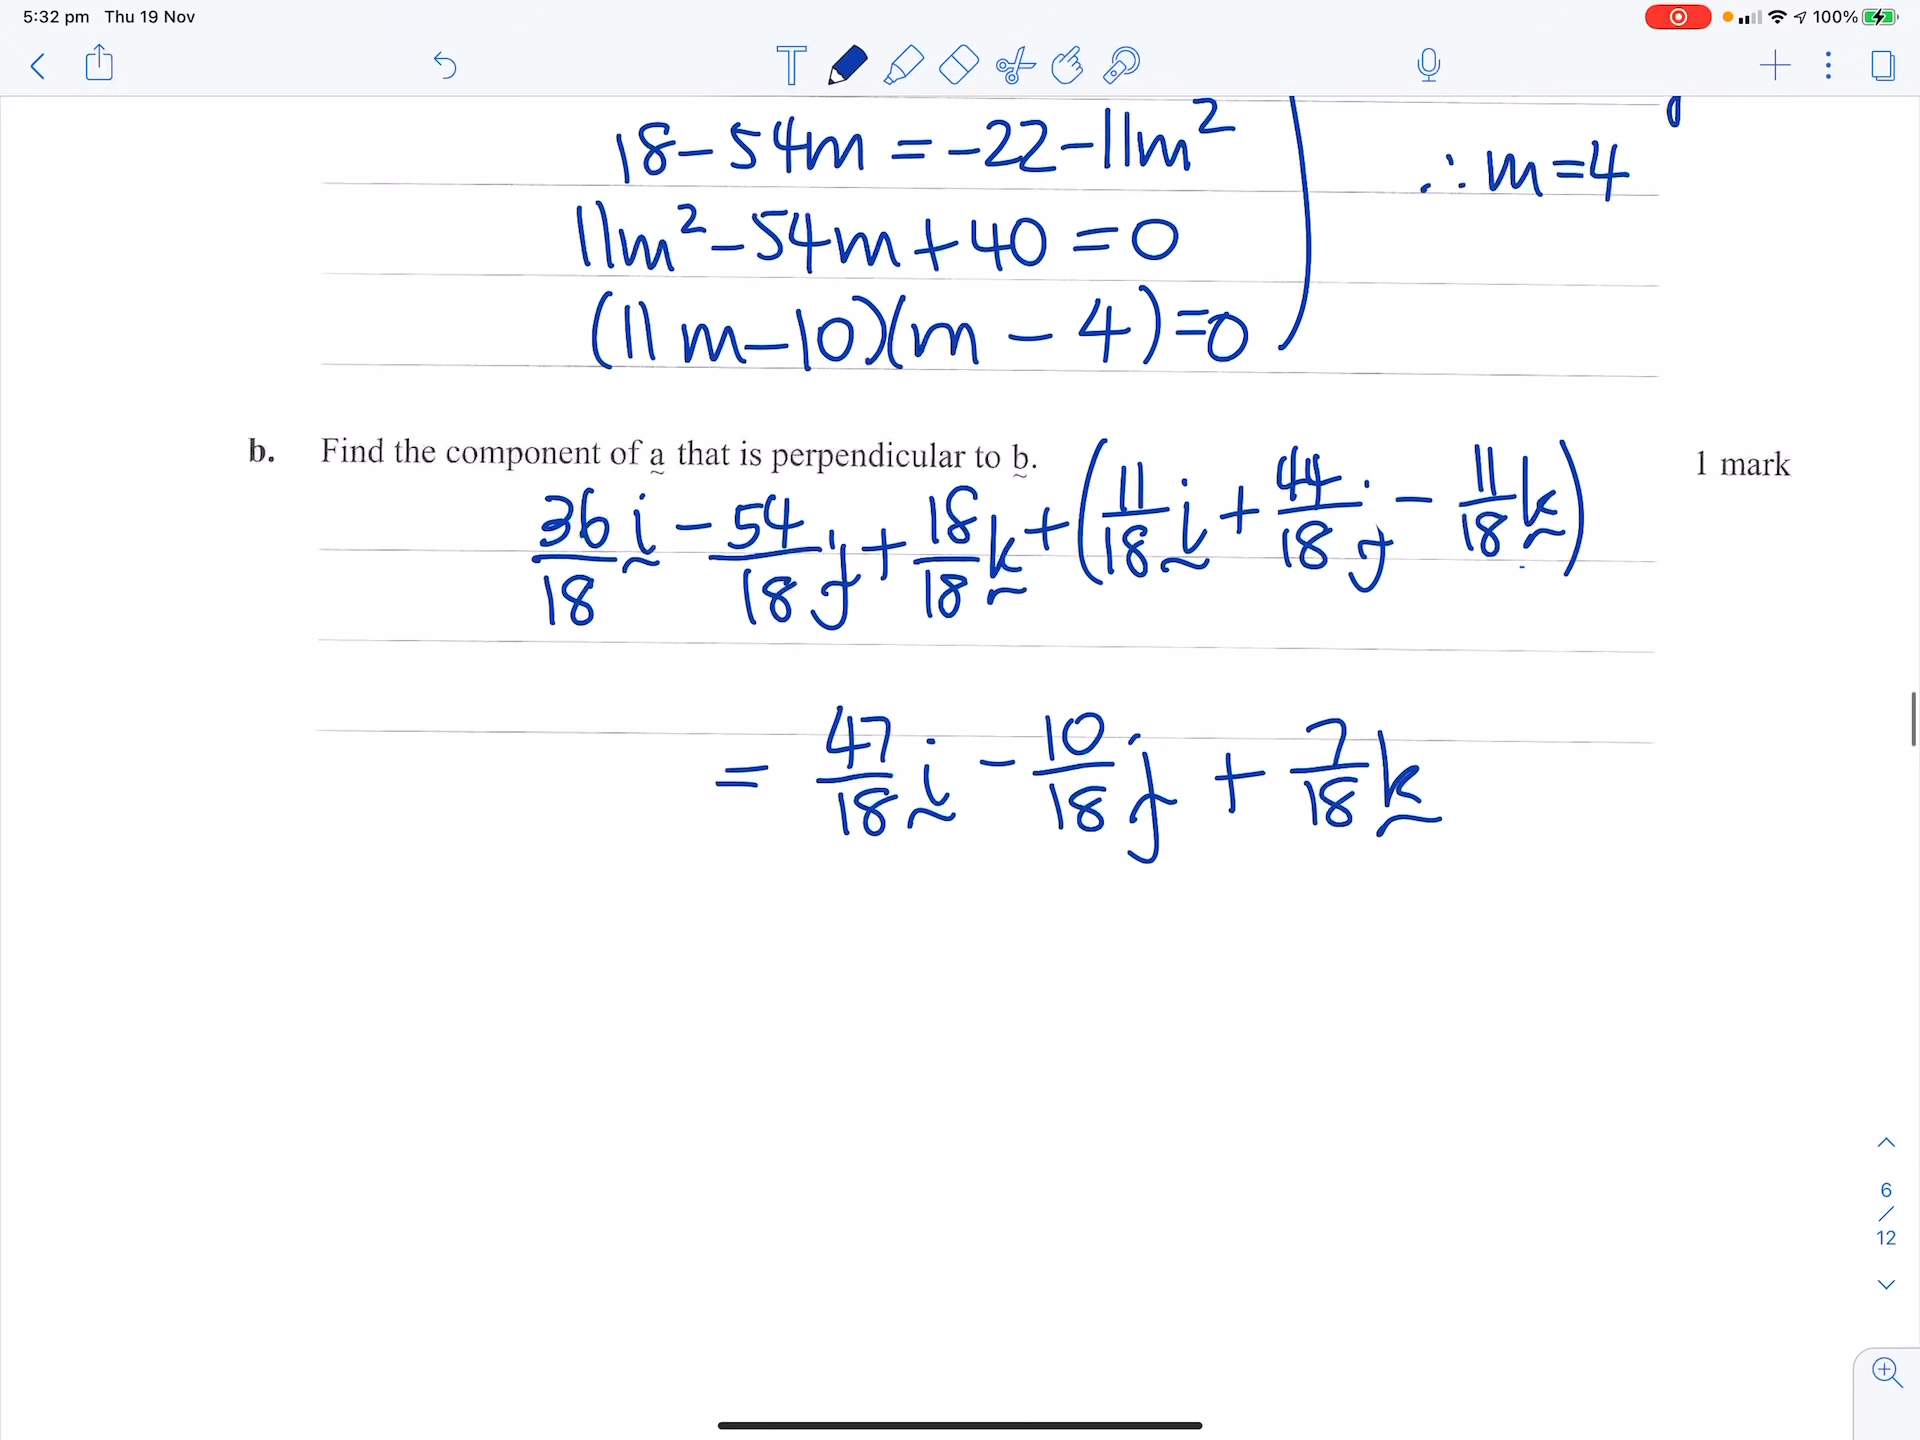 5:32 pm Thu 19 Nov 100%
18-54m = -22-11m²
∴ m=4
11m²-54m+40 = 0
(11m-10)(m-4)=0
b. Find the component of a that is perpendicular to b. 1 mark
36/18 i - 54/18 j + 18/18 k + (11/18 i + 44/18 j - 11/18 k)
= 47/18 i - 10/18 j + 7/18 k
6
/
12